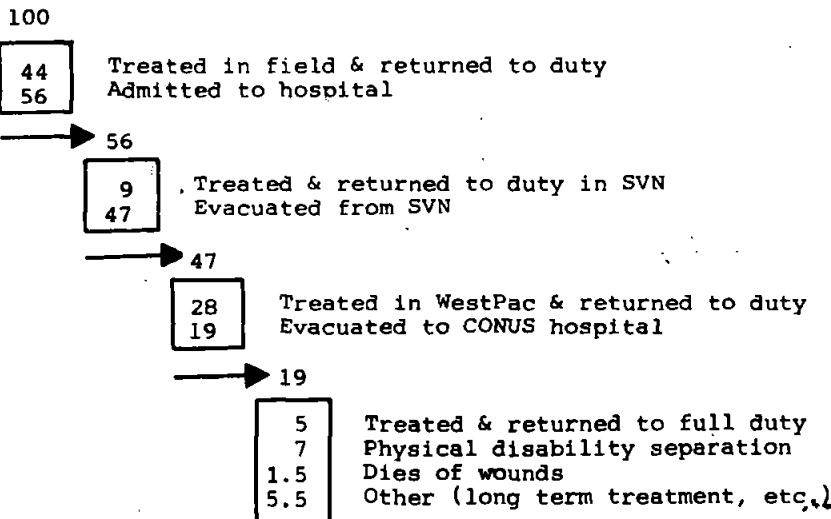 100
44 Treated in field & returned to duty
56 Admitted to hospital
56
9 Treated & returned to duty in SVN
47 Evacuated from SVN
47
28 Treated in WestPac & returned to duty
19 Evacuated to CONUS hospital
19
5 Treated & returned to full duty
7 Physical disability separation
1.5 Dies of wounds
5.5 Other (long term treatment, etc.)